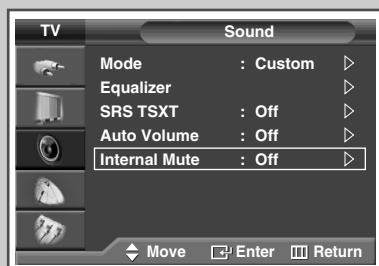 TV Sound
Mode : Custom
Equalizer
SRS TSXT : Off
Auto Volume : Off
Internal Mute : Off
Move Enter Return